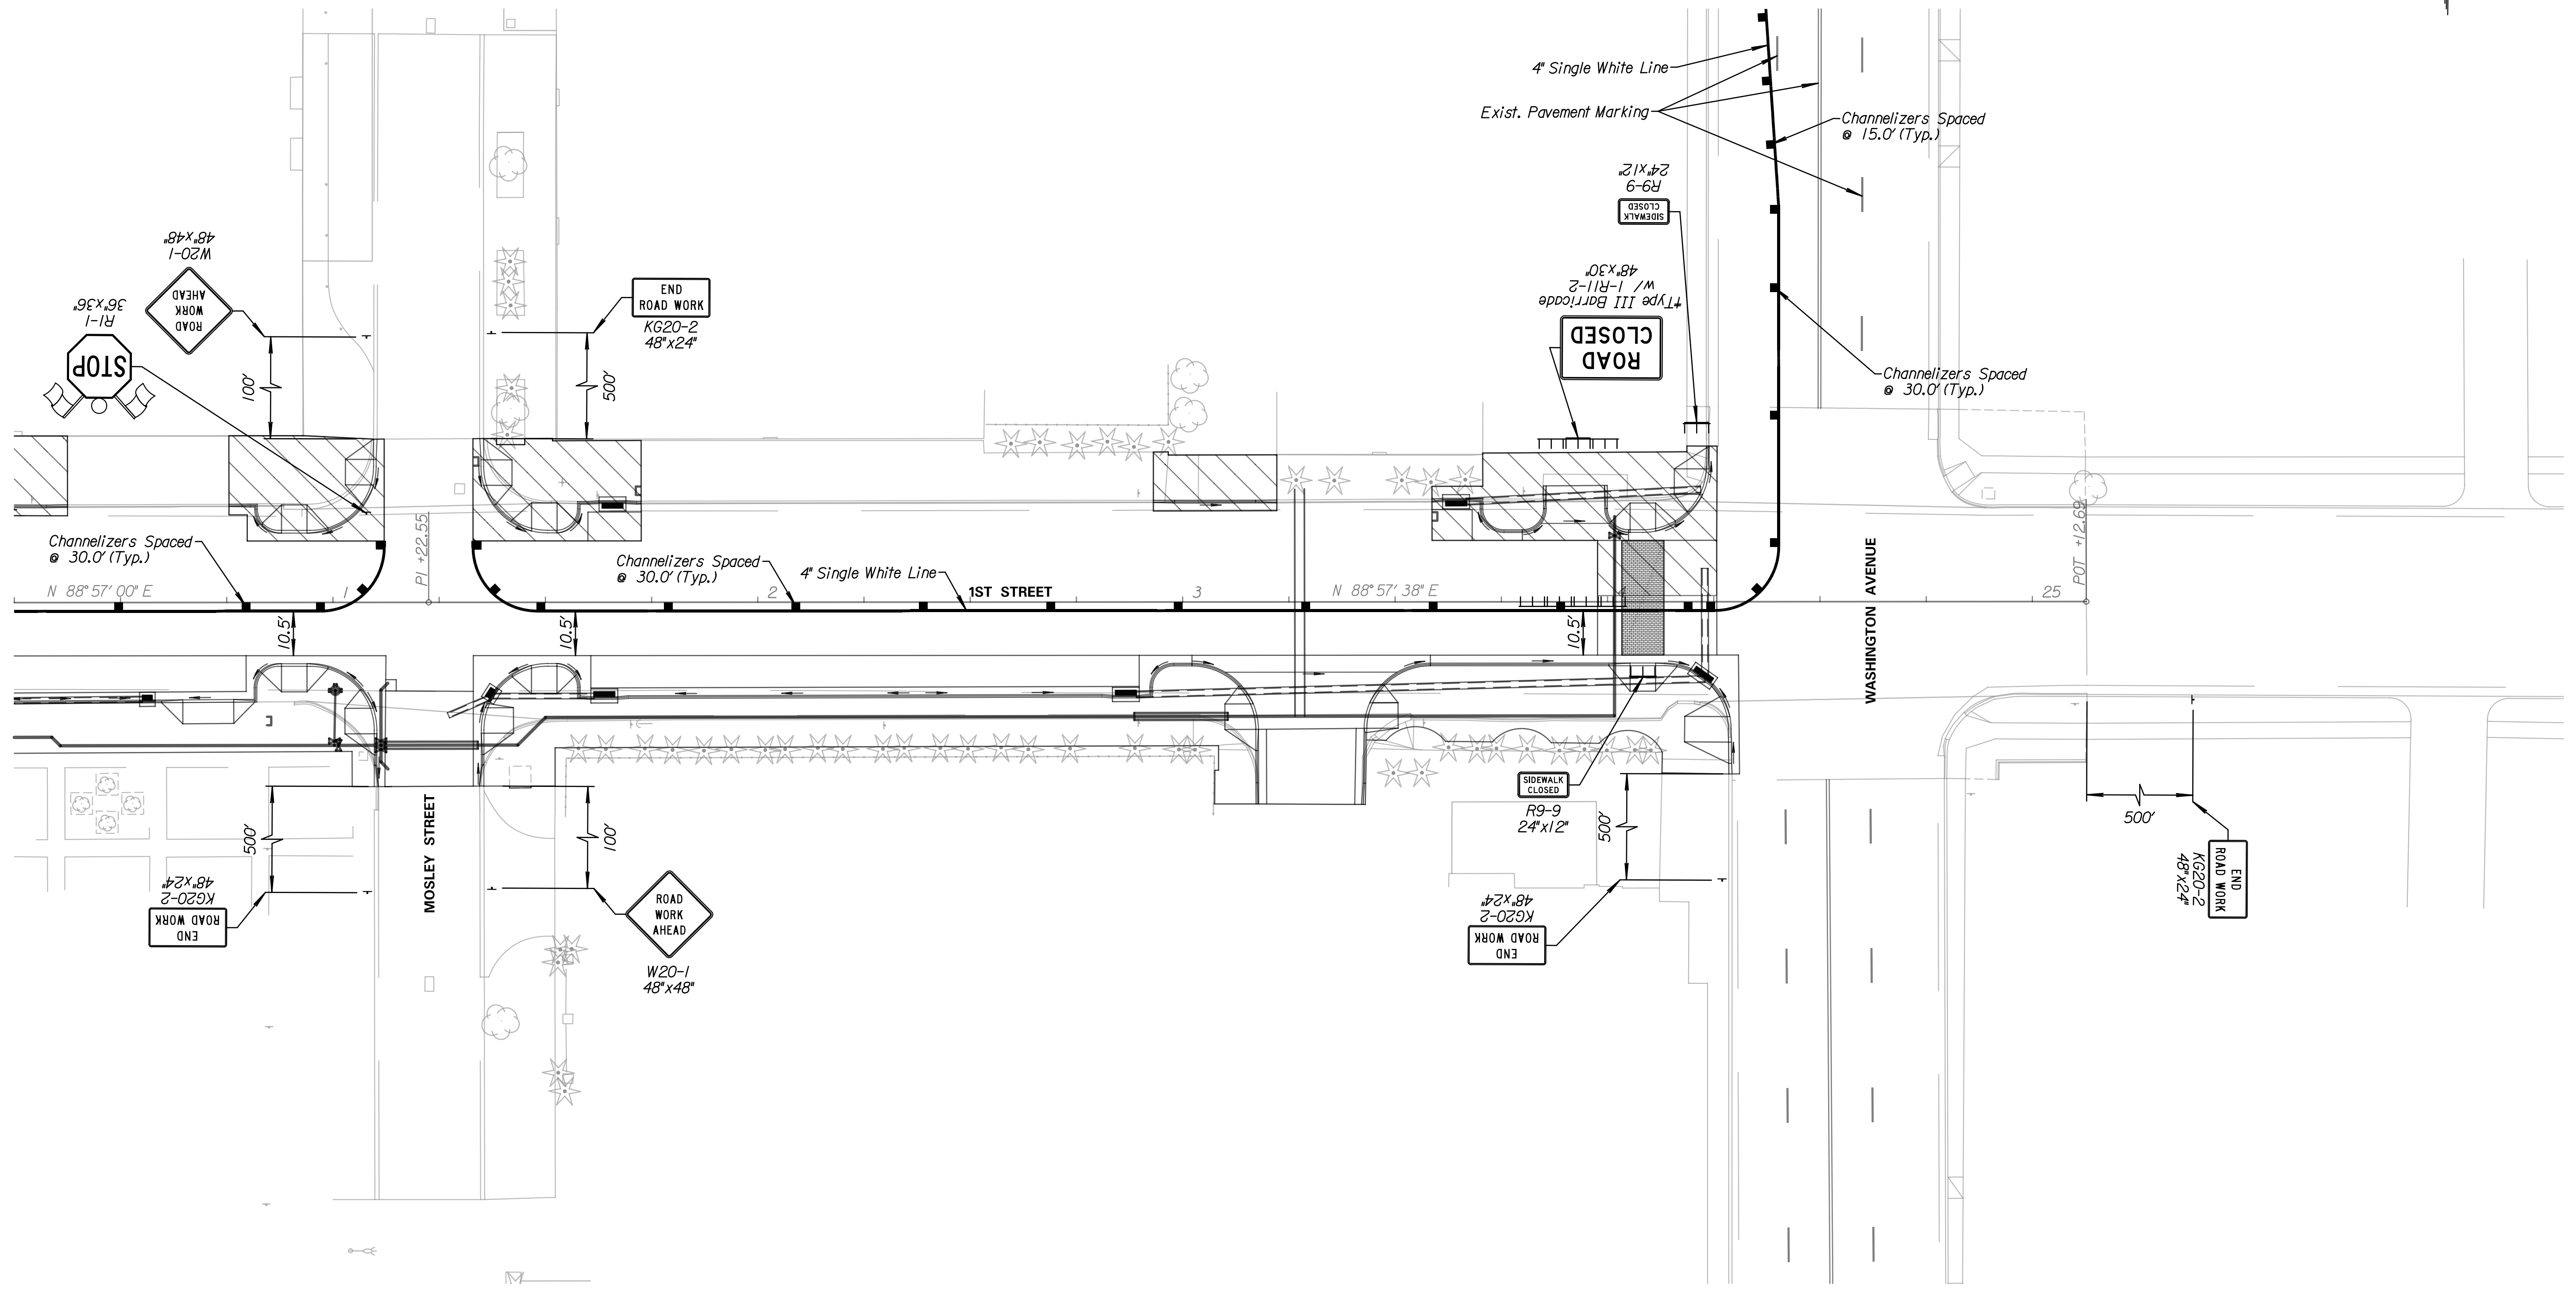 4" Single White Line
Exist. Pavement Marking
Channelizers Spaced
@ 15.0' (Typ.)
R9-9
24"x12"
SIDEWALK
CLOSED
†Type III Barricade
W/ 1-R11-2
48"x30"
ROAD
CLOSED
Channelizers Spaced
@ 30.0' (Typ.)
W20-1
48"x48"
ROAD
WORK
AHEAD
R1-1
36"x36"
STOP
100'
END
ROAD WORK
KG20-2
48"x24"
500'
Channelizers Spaced
@ 30.0' (Typ.)
N 88°57'00" E
1
PI +22.55
Channelizers Spaced
@ 30.0' (Typ.)
4" Single White Line
2
1ST STREET
3
N 88°57'38" E
WASHINGTON AVENUE
25
POT +12.69
10.5'
10.5'
10.5'
500'
KG20-2
48"x24"
END
ROAD WORK
MOSLEY STREET
100'
ROAD
WORK
AHEAD
W20-1
48"x48"
SIDEWALK
CLOSED
R9-9
24"x12"
500'
KG20-2
48"x24"
END
ROAD WORK
500'
END
ROAD WORK
KG20-2
48"x24"